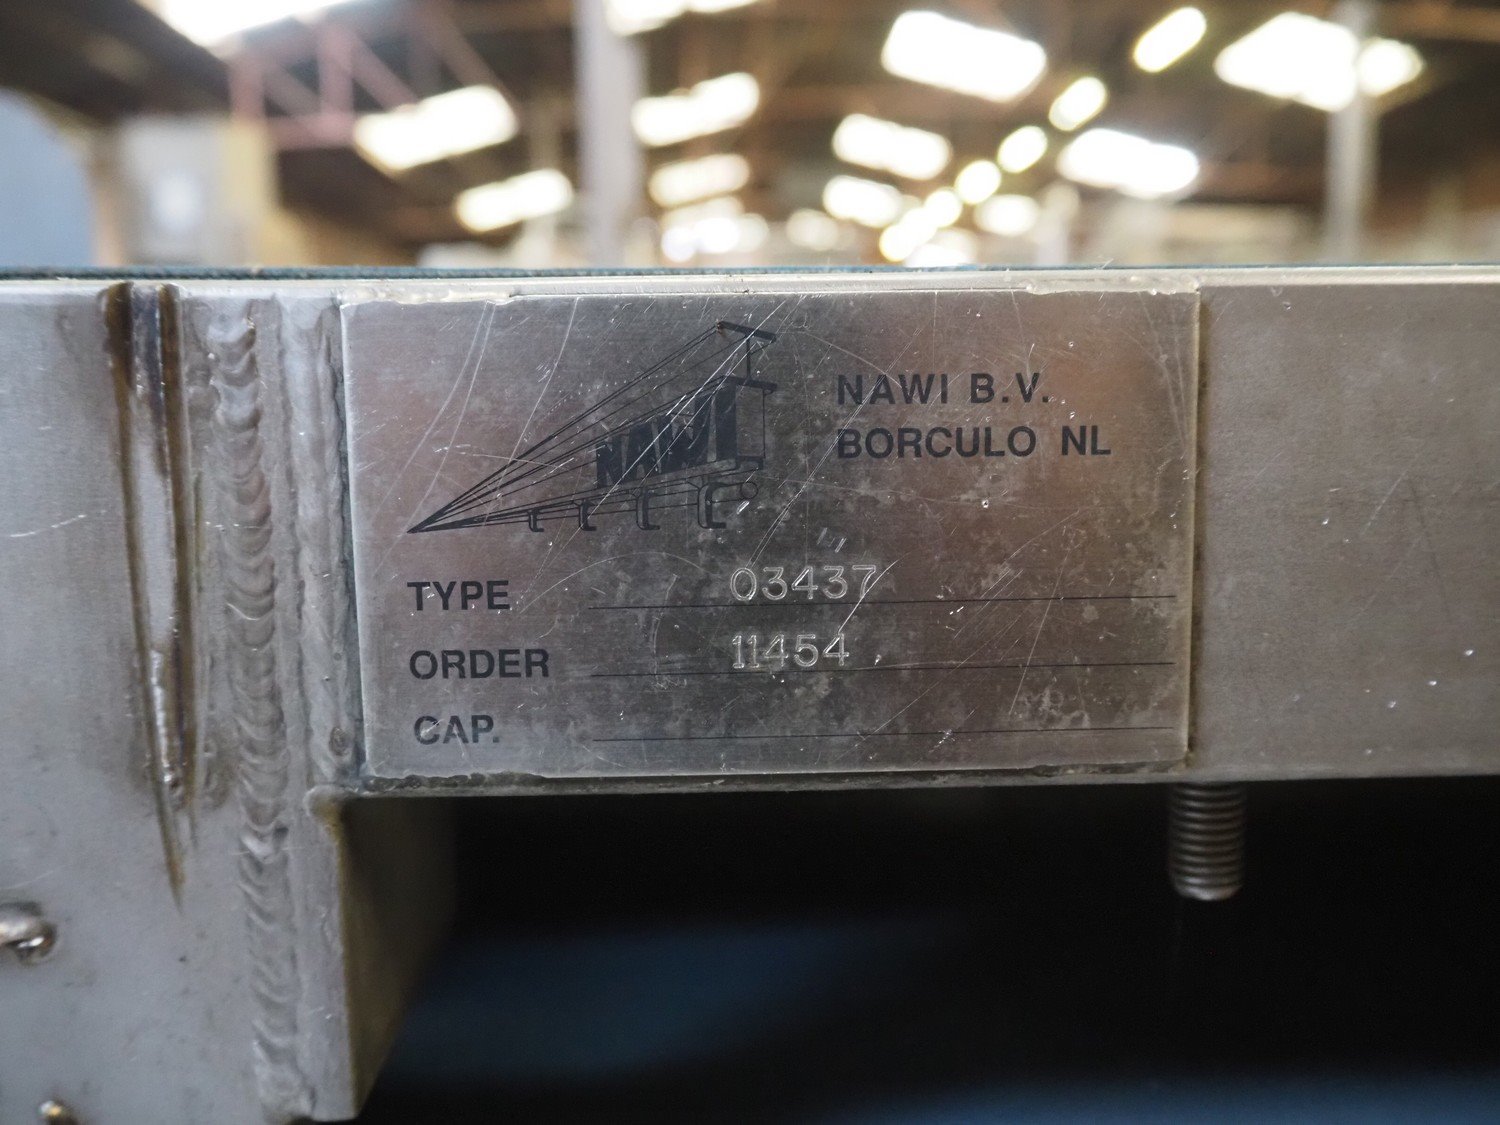 NAWI
NAWI B.V.
BORCULO NL
TYPE 03437
ORDER 11454
CAP.